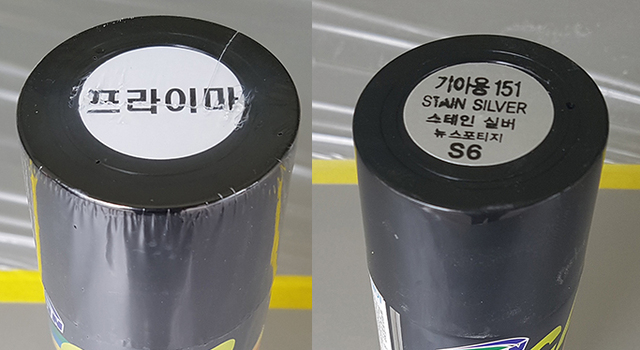 프라이마
기아용 151
STAIN SILVER
스테인 실버
뉴스포티지
S6